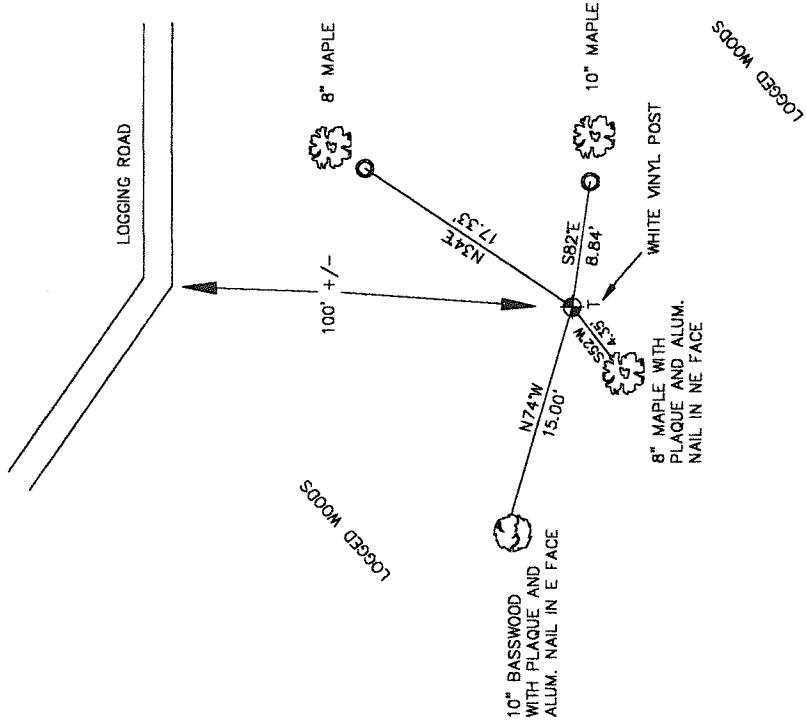 LOGGING ROAD
8" MAPLE
10" MAPLE
LOGGED WOODS
100' +/-
N34°E
17.33'
S82°E
8.84'
WHITE VINYL POST
T
N74°W
15.00'
S52°W
4.35'
8" MAPLE WITH
PLAQUE AND ALUM.
NAIL IN NE FACE
LOGGED WOODS
10" BASSWOOD
WITH PLAQUE AND
ALUM. NAIL IN E FACE